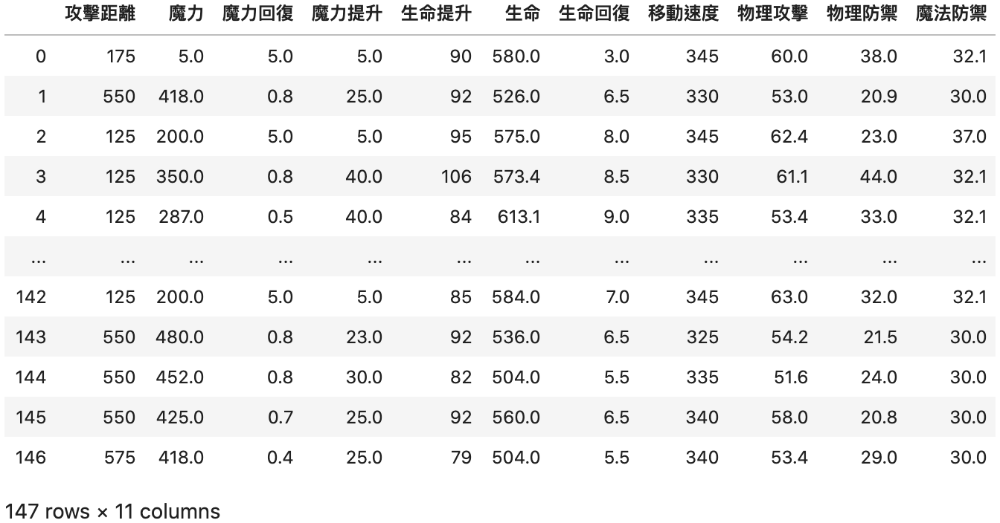 攻擊距離 魔力 魔力回復 魔力提升 生命提升 生命 生命回復 移動速度 物理攻擊 物理防禦 魔法防禦
0 175 5.0 5.0 5.0 90 580.0 3.0 345 60.0 38.0 32.1
1 550 418.0 0.8 25.0 92 526.0 6.5 330 53.0 20.9 30.0
2 125 200.0 5.0 5.0 95 575.0 8.0 345 62.4 23.0 37.0
3 125 350.0 0.8 40.0 106 573.4 8.5 330 61.1 44.0 32.1
4 125 287.0 0.5 40.0 84 613.1 9.0 335 53.4 33.0 32.1
... ... ... ... ... ... ... ... ... ... ... ...
142 125 200.0 5.0 5.0 85 584.0 7.0 345 63.0 32.0 32.1
143 550 480.0 0.8 23.0 92 536.0 6.5 325 54.2 21.5 30.0
144 550 452.0 0.8 30.0 82 504.0 5.5 335 51.6 24.0 30.0
145 550 425.0 0.7 25.0 92 560.0 6.5 340 58.0 20.8 30.0
146 575 418.0 0.4 25.0 79 504.0 5.5 340 53.4 29.0 30.0
147 rows × 11 columns